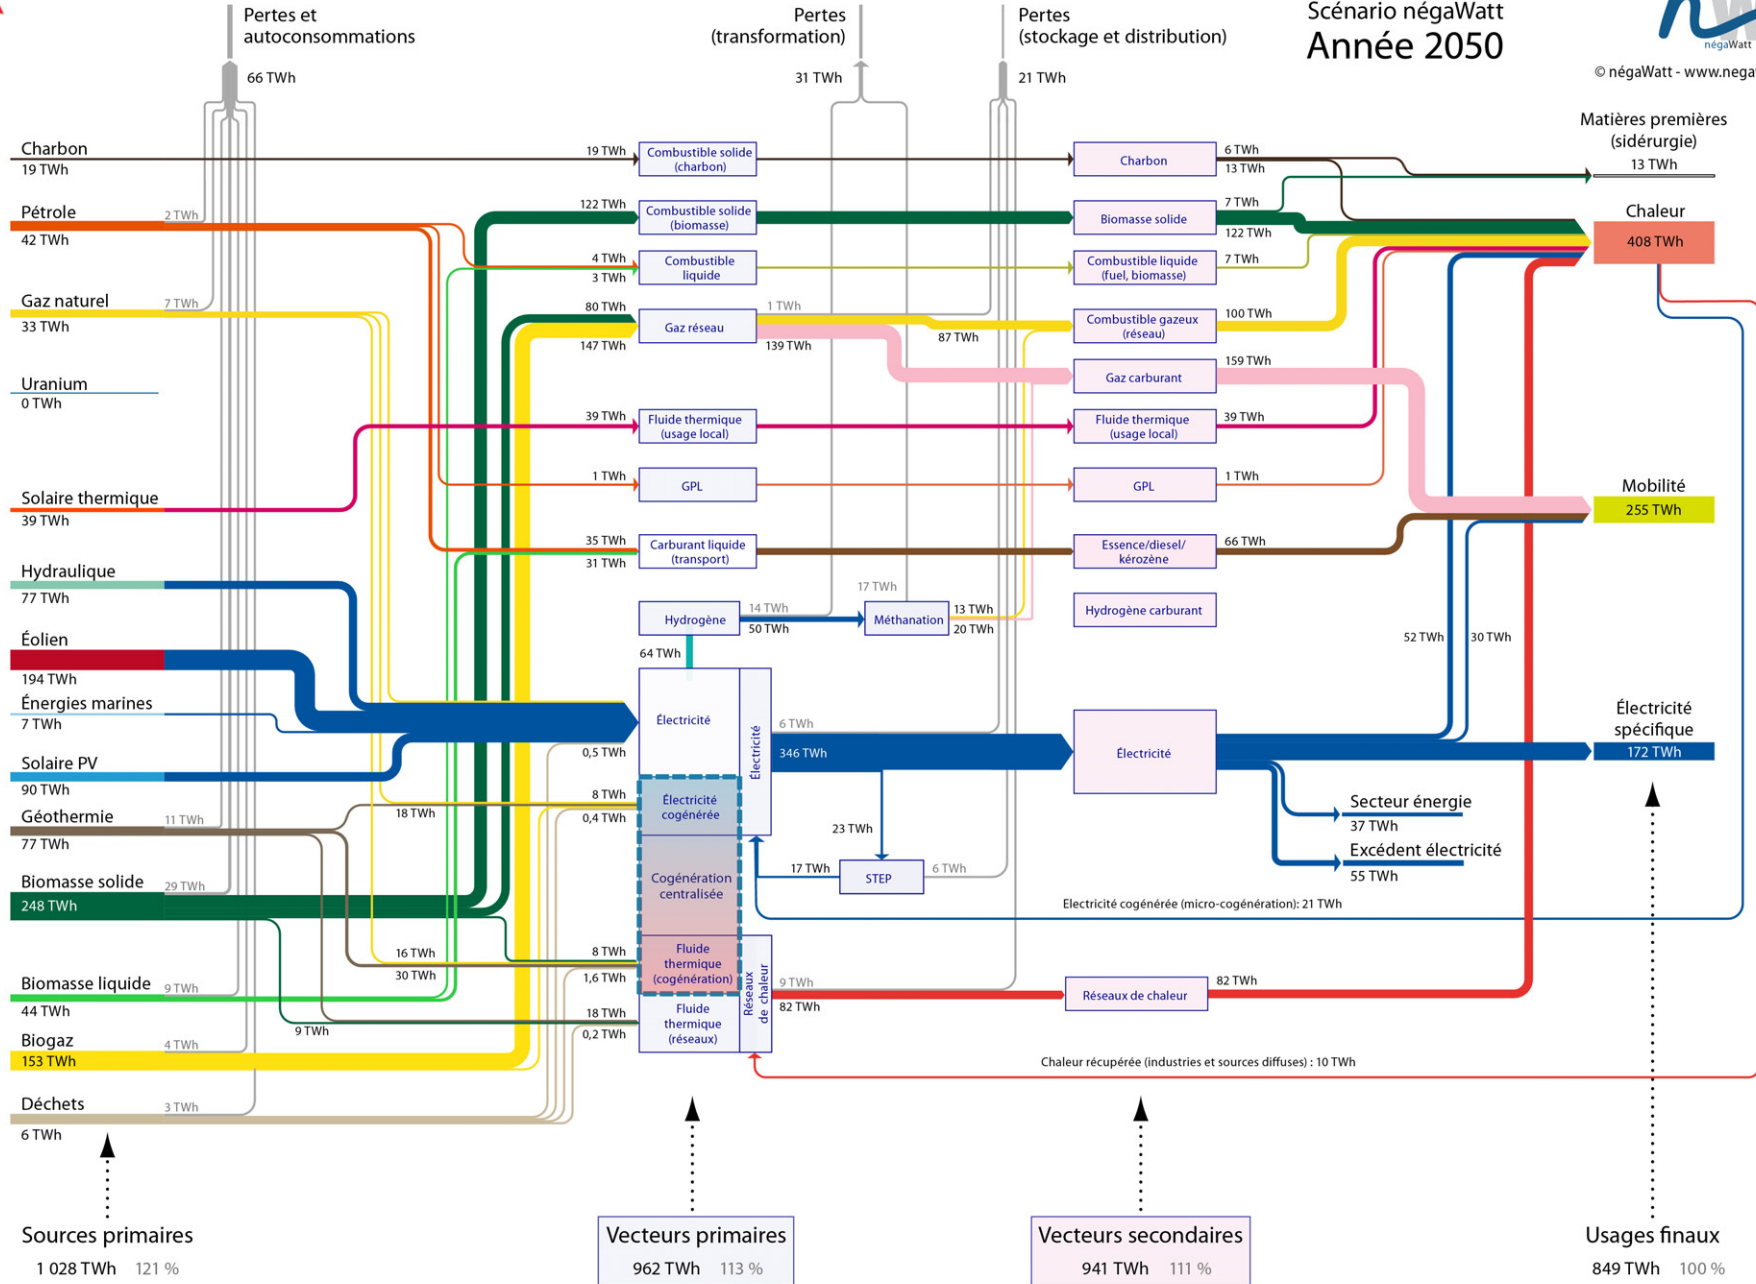 Pertes et
autoconsommations
66 TWh
Pertes
(transformation)
31 TWh
Pertes
(stockage et distribution)
21 TWh
Scénario négaWatt
Année 2050
négaWatt
© négaWatt - www.nega
Charbon
19 TWh
Pétrole
2 TWh
42 TWh
Gaz naturel
7 TWh
33 TWh
Uranium
0 TWh
Solaire thermique
39 TWh
Hydraulique
77 TWh
Éolien
194 TWh
Énergies marines
7 TWh
Solaire PV
90 TWh
Géothermie
11 TWh
77 TWh
Biomasse solide
29 TWh
248 TWh
Biomasse liquide
9 TWh
44 TWh
Biogaz
4 TWh
153 TWh
Déchets
3 TWh
6 TWh
18 TWh
16 TWh
30 TWh
9 TWh
19 TWh
Combustible solide
(charbon)
122 TWh
Combustible solide
(biomasse)
4 TWh
3 TWh
Combustible
liquide
80 TWh
147 TWh
Gaz réseau
1 TWh
139 TWh
87 TWh
39 TWh
Fluide thermique
(usage local)
1 TWh
GPL
35 TWh
31 TWh
Carburant liquide
(transport)
Hydrogène
14 TWh
50 TWh
17 TWh
Méthanation
13 TWh
20 TWh
64 TWh
Électricité
0,5 TWh
Électricité
6 TWh
346 TWh
8 TWh
0,4 TWh
Électricité
cogénérée
Cogénération
centralisée
23 TWh
17 TWh
STEP
6 TWh
Electricité cogénérée (micro-cogénération): 21 TWh
8 TWh
1,6 TWh
Fluide
thermique
(cogénération)
18 TWh
0,2 TWh
Fluide
thermique
(réseaux)
Réseaux
de chaleur
9 TWh
82 TWh
Chaleur récupérée (industries et sources diffuses) : 10 TWh
Charbon
6 TWh
13 TWh
Biomasse solide
7 TWh
122 TWh
Combustible liquide
(fuel, biomasse)
7 TWh
Combustible gazeux
(réseau)
100 TWh
Gaz carburant
159 TWh
Fluide thermique
(usage local)
39 TWh
GPL
1 TWh
Essence/diesel/
kérozène
66 TWh
Hydrogène carburant
Électricité
52 TWh
30 TWh
Réseaux de chaleur
82 TWh
Matières premières
(sidérurgie)
13 TWh
Chaleur
408 TWh
Mobilité
255 TWh
Électricité
spécifique
172 TWh
Secteur énergie
37 TWh
Excédent électricité
55 TWh
Sources primaires
1 028 TWh 121 %
Vecteurs primaires
962 TWh 113 %
Vecteurs secondaires
941 TWh 111 %
Usages finaux
849 TWh 100 %